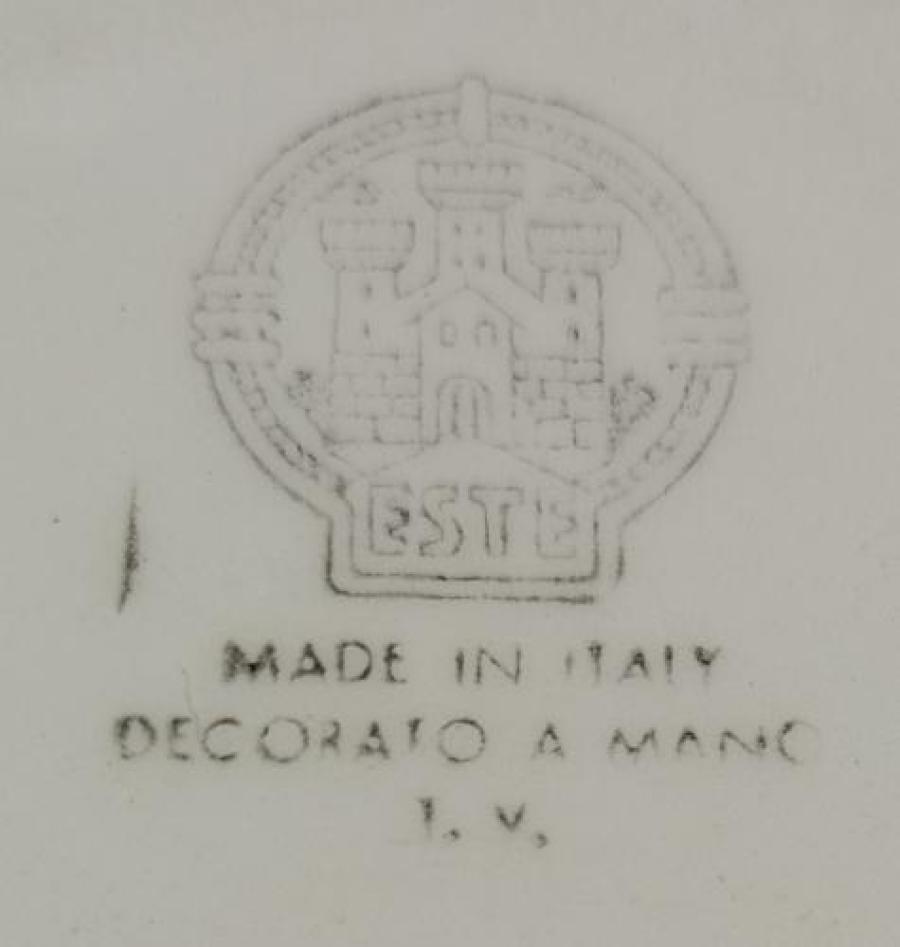 ESTE
MADE IN ITALY
DECORATO A MANO
T. V.